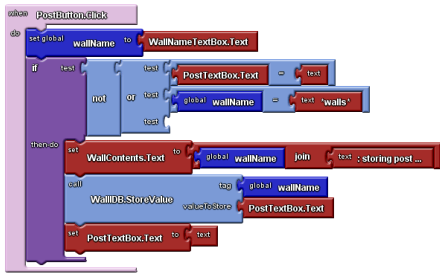 when PostButton.Click
do set global wallName to WallNameTextBox.Text
if test not or test PostTextBox.Text = text
test global wallName = text 'walls'
test
then do set WallContents.Text to global wallName join text : storing post ...
call WallDB.StoreValue tag global wallName
valueToStore PostTextBox.Text
set PostTextBox.Text to text